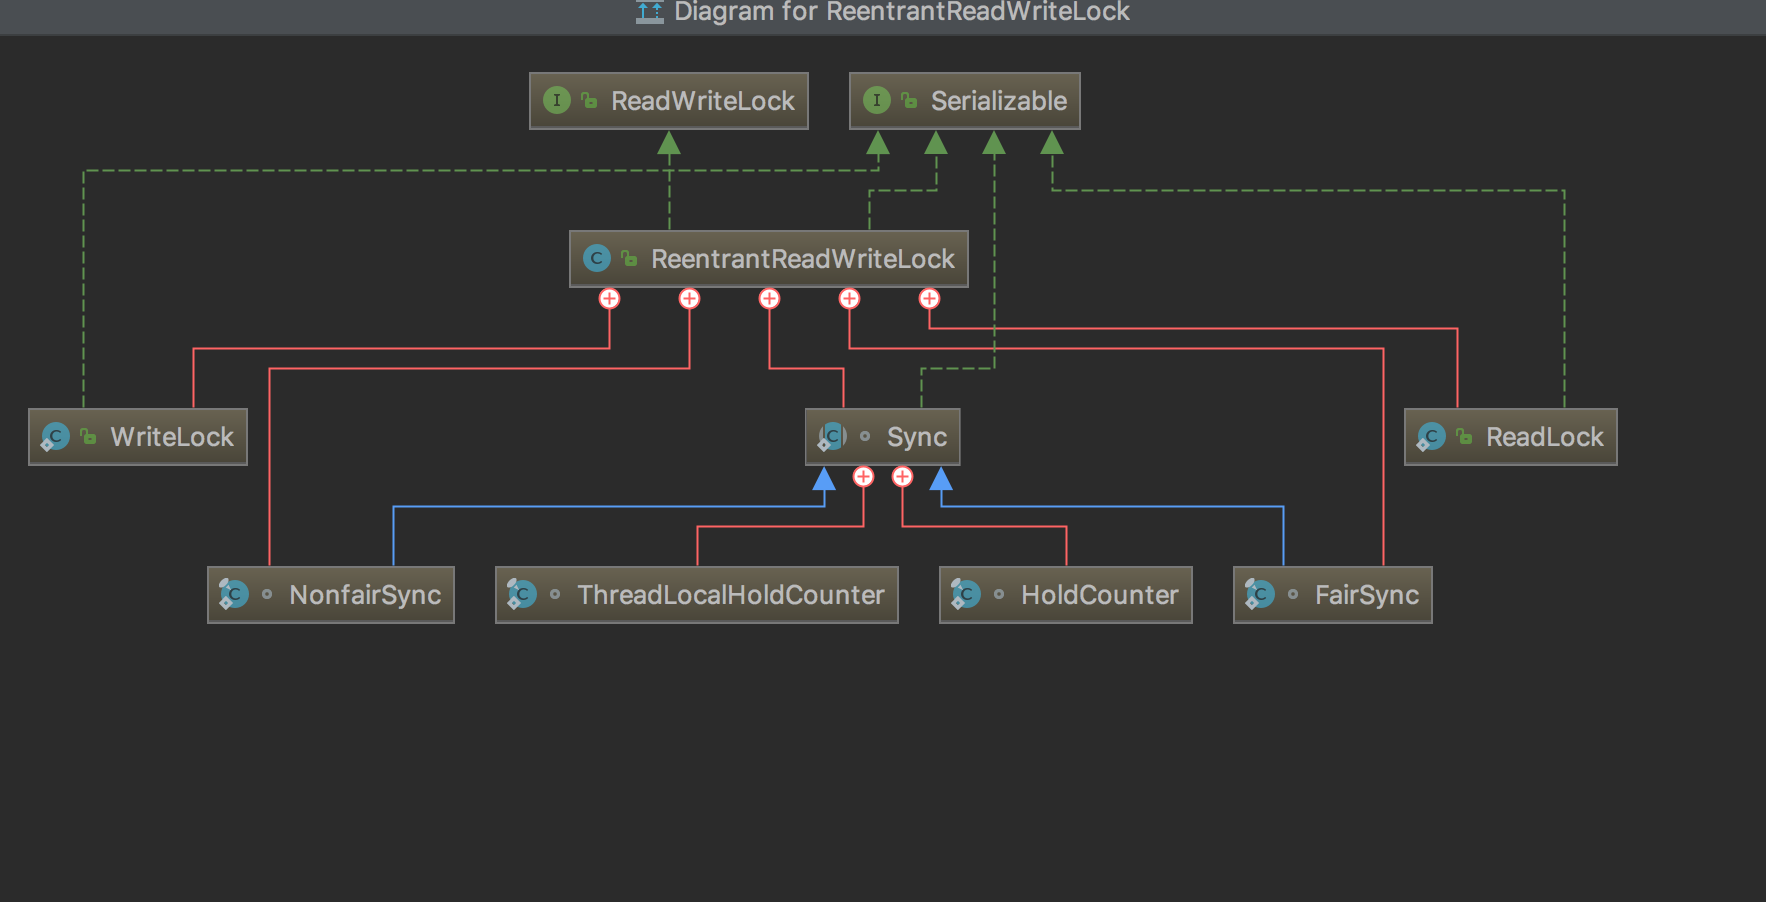 Diagram for ReentrantReadWriteLock
I ReadWriteLock
I Serializable
C ReentrantReadWriteLock
C WriteLock
C Sync
C ReadLock
C NonfairSync
C ThreadLocalHoldCounter
C HoldCounter
C FairSync